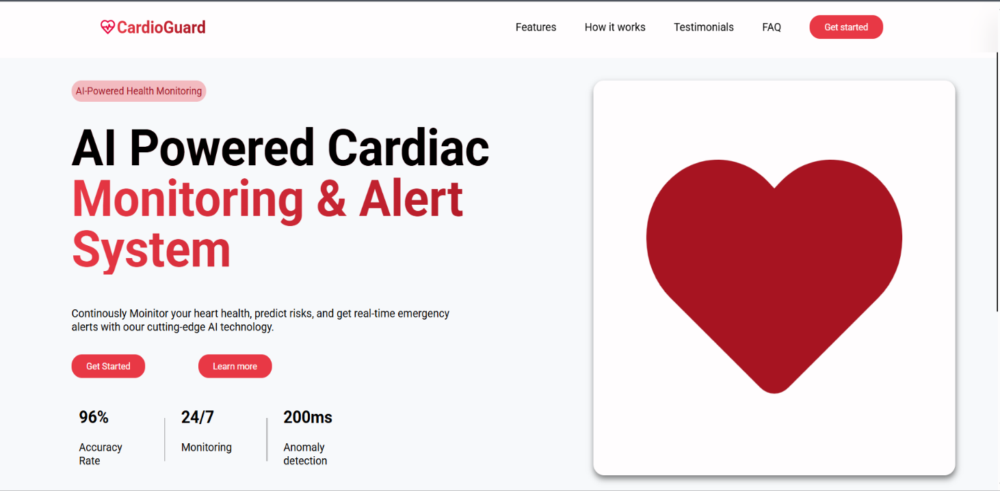 CardioGuard
Features
How it works
Testimonials
FAQ
Get started
AI-Powered Health Monitoring
AI Powered Cardiac
Monitoring & Alert
System
Continously Moinitor your heart health, predict risks, and get real-time emergency
alerts with oour cutting-edge AI technology.
Get Started
Learn more
96%
Accuracy
Rate
24/7
Monitoring
200ms
Anomaly
detection